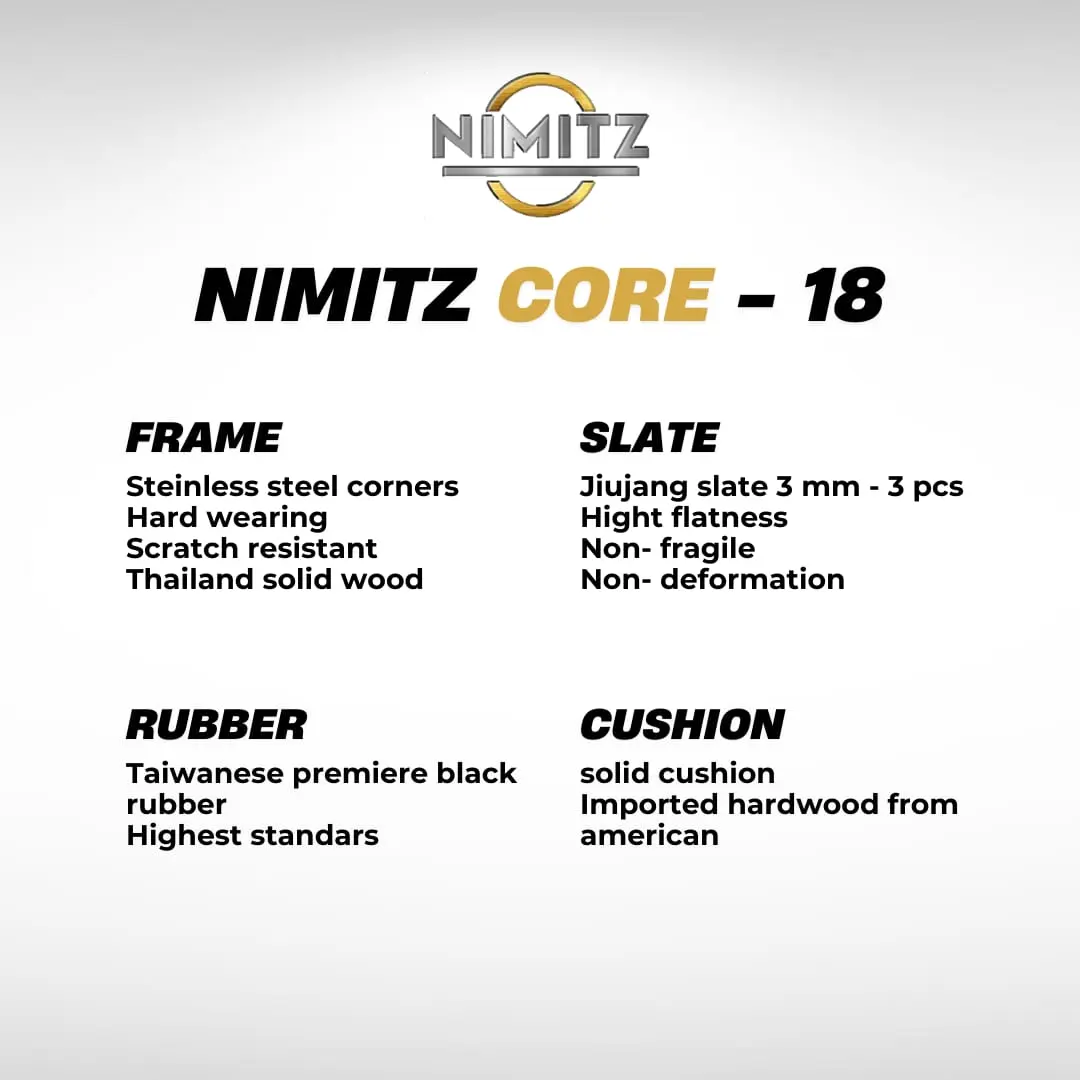 NIMITZ
NIMITZ CORE – 18
FRAME
Steinless steel corners
Hard wearing
Scratch resistant
Thailand solid wood
SLATE
Jiujang slate 3 mm - 3 pcs
Hight flatness
Non- fragile
Non- deformation
RUBBER
Taiwanese premiere black
rubber
Highest standars
CUSHION
solid cushion
Imported hardwood from
american